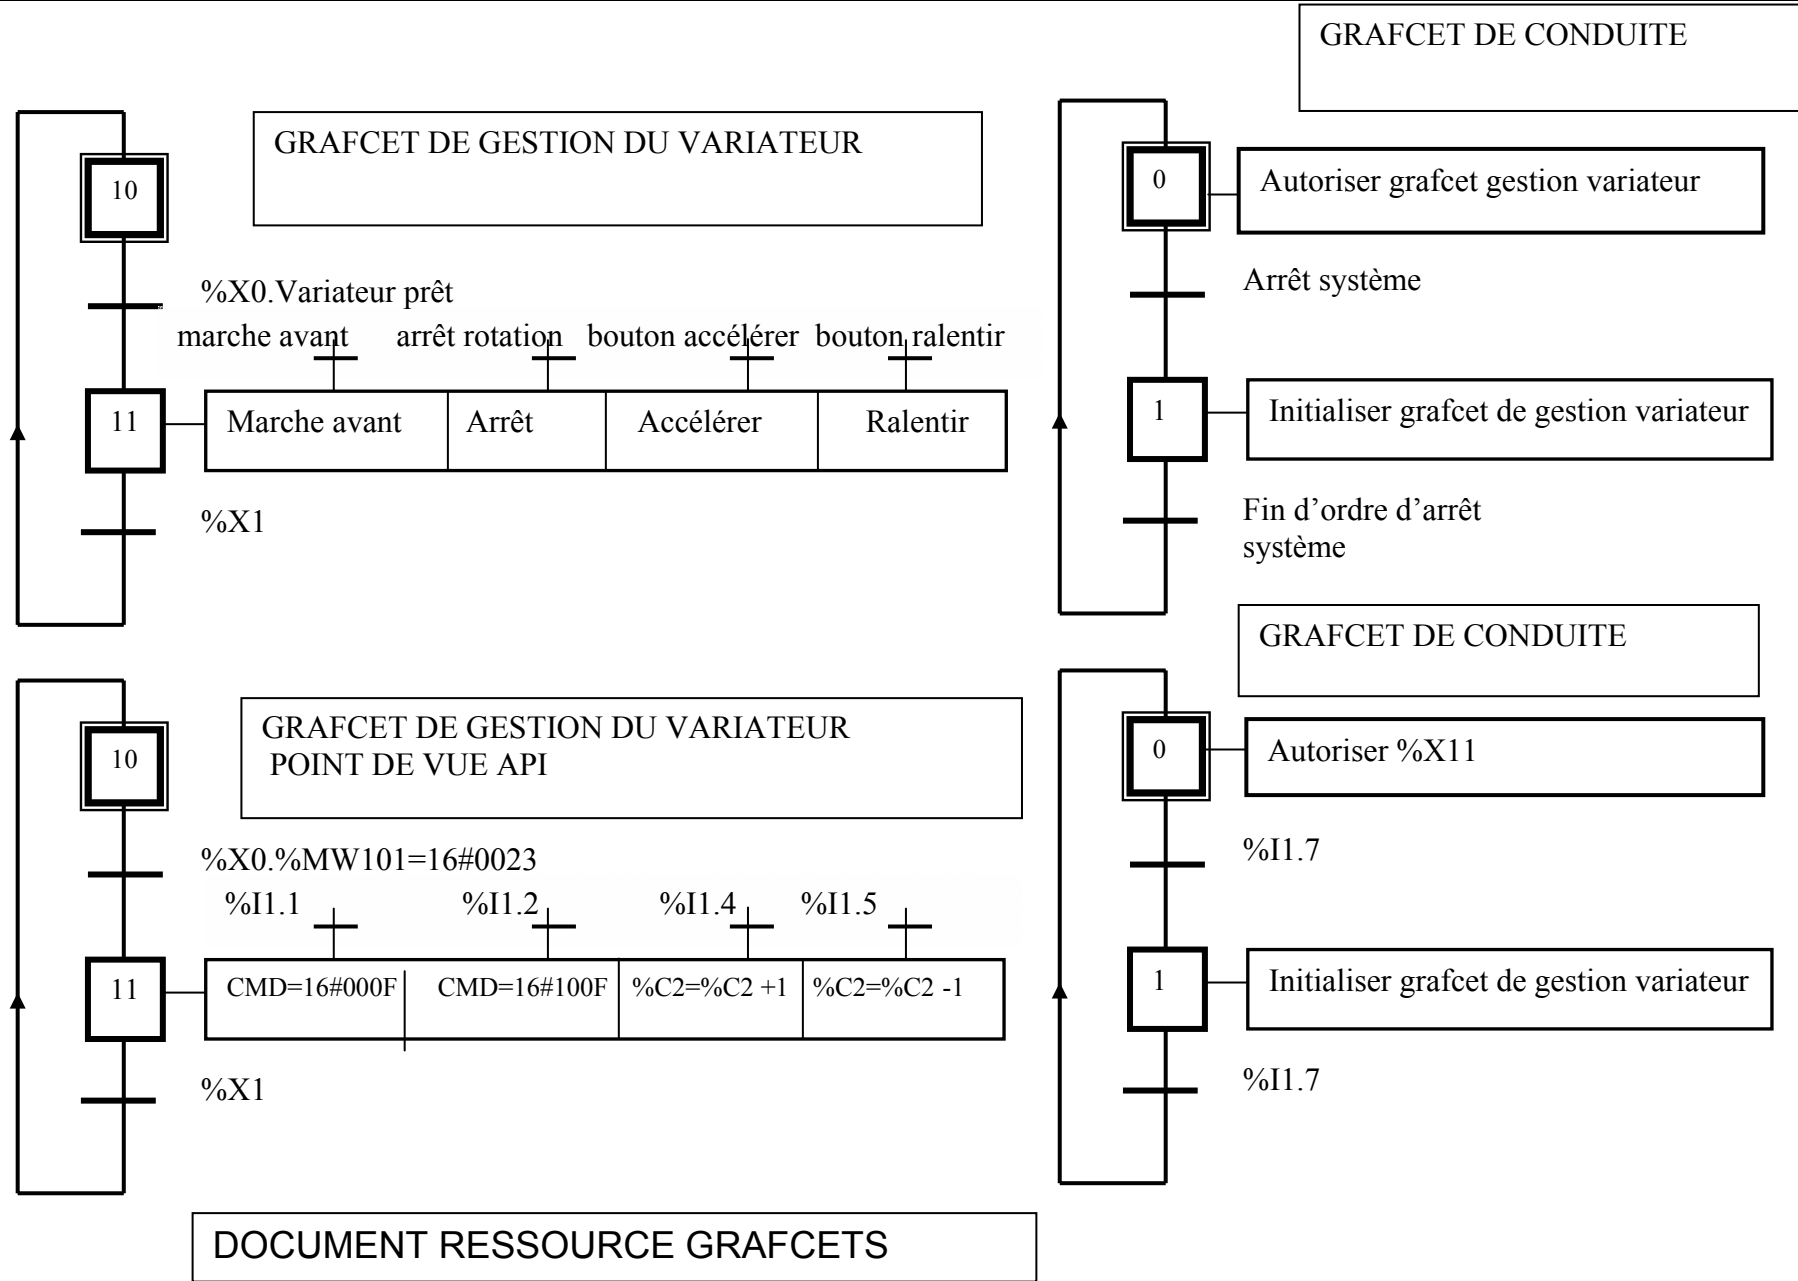 GRAFCET DE CONDUITE
GRAFCET DE GESTION DU VARIATEUR
10
%X0.Variateur prêt
marche avant arrêt rotation bouton accélérer bouton ralentir
11 Marche avant Arrêt Accélérer Ralentir
%X1
0 Autoriser grafcet gestion variateur
Arrêt système
1 Initialiser grafcet de gestion variateur
Fin d’ordre d’arrêt
système
GRAFCET DE GESTION DU VARIATEUR
POINT DE VUE API
10
%X0.%MW101=16#0023
%I1.1 %I1.2 %I1.4 %I1.5
11 CMD=16#000F CMD=16#100F %C2=%C2 +1 %C2=%C2 -1
%X1
GRAFCET DE CONDUITE
0 Autoriser %X11
%I1.7
1 Initialiser grafcet de gestion variateur
%I1.7
DOCUMENT RESSOURCE GRAFCETS